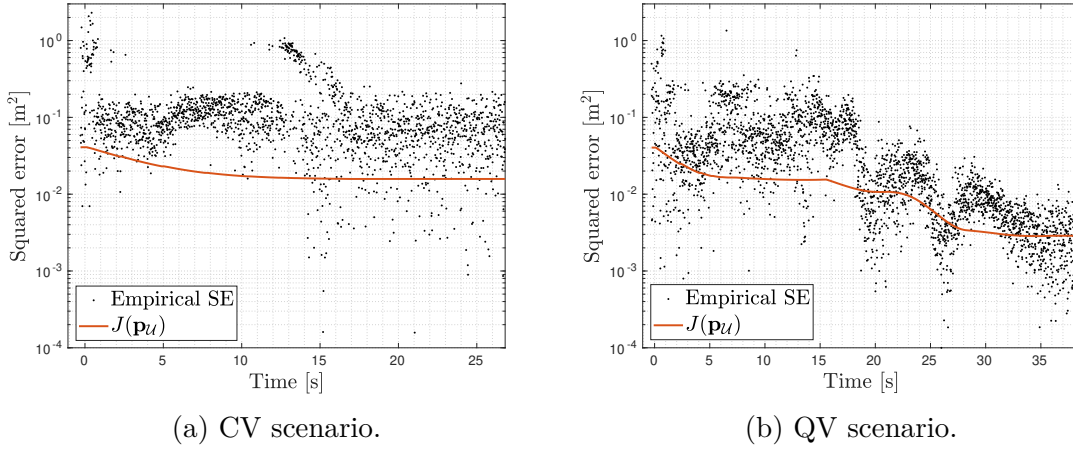 10^0
10^-1
10^-2
10^-3
10^-4
Squared error [m^2]
Empirical SE
J(p_𝒰)
0 5 10 15 20 25
Time [s]
(a) CV scenario.
10^0
10^-1
10^-2
10^-3
10^-4
Squared error [m^2]
Empirical SE
J(p_𝒰)
0 5 10 15 20 25 30 35
Time [s]
(b) QV scenario.